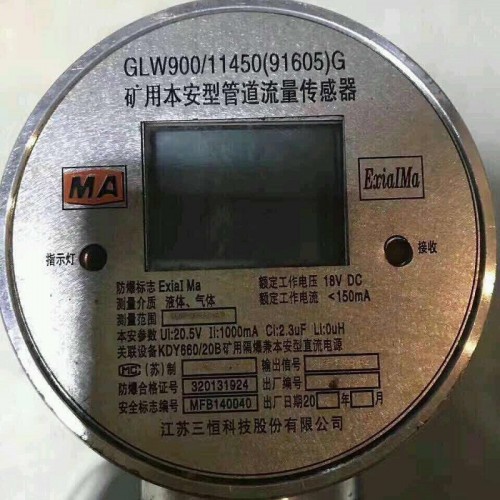 GLW900/11450(91605)G
矿用本安型管道流量传感器
MA
ExiaIMa
指示灯
接收
防爆标志 ExiaI Ma 额定工作电压 18V DC
测量介质 液体、气体 额定工作电流 <150mA
测量范围
本安参数 Ui:20.5V Ii:1000mA Ci:2.3uF Li:0uH
关联设备KDY660/20B矿用隔爆兼本安型直流电源
MC (苏)制 输出信号
防爆合格证号 320131924 出厂编号
安全标志编号 MFB140040 出厂日期20 年 月
江苏三恒科技股份有限公司